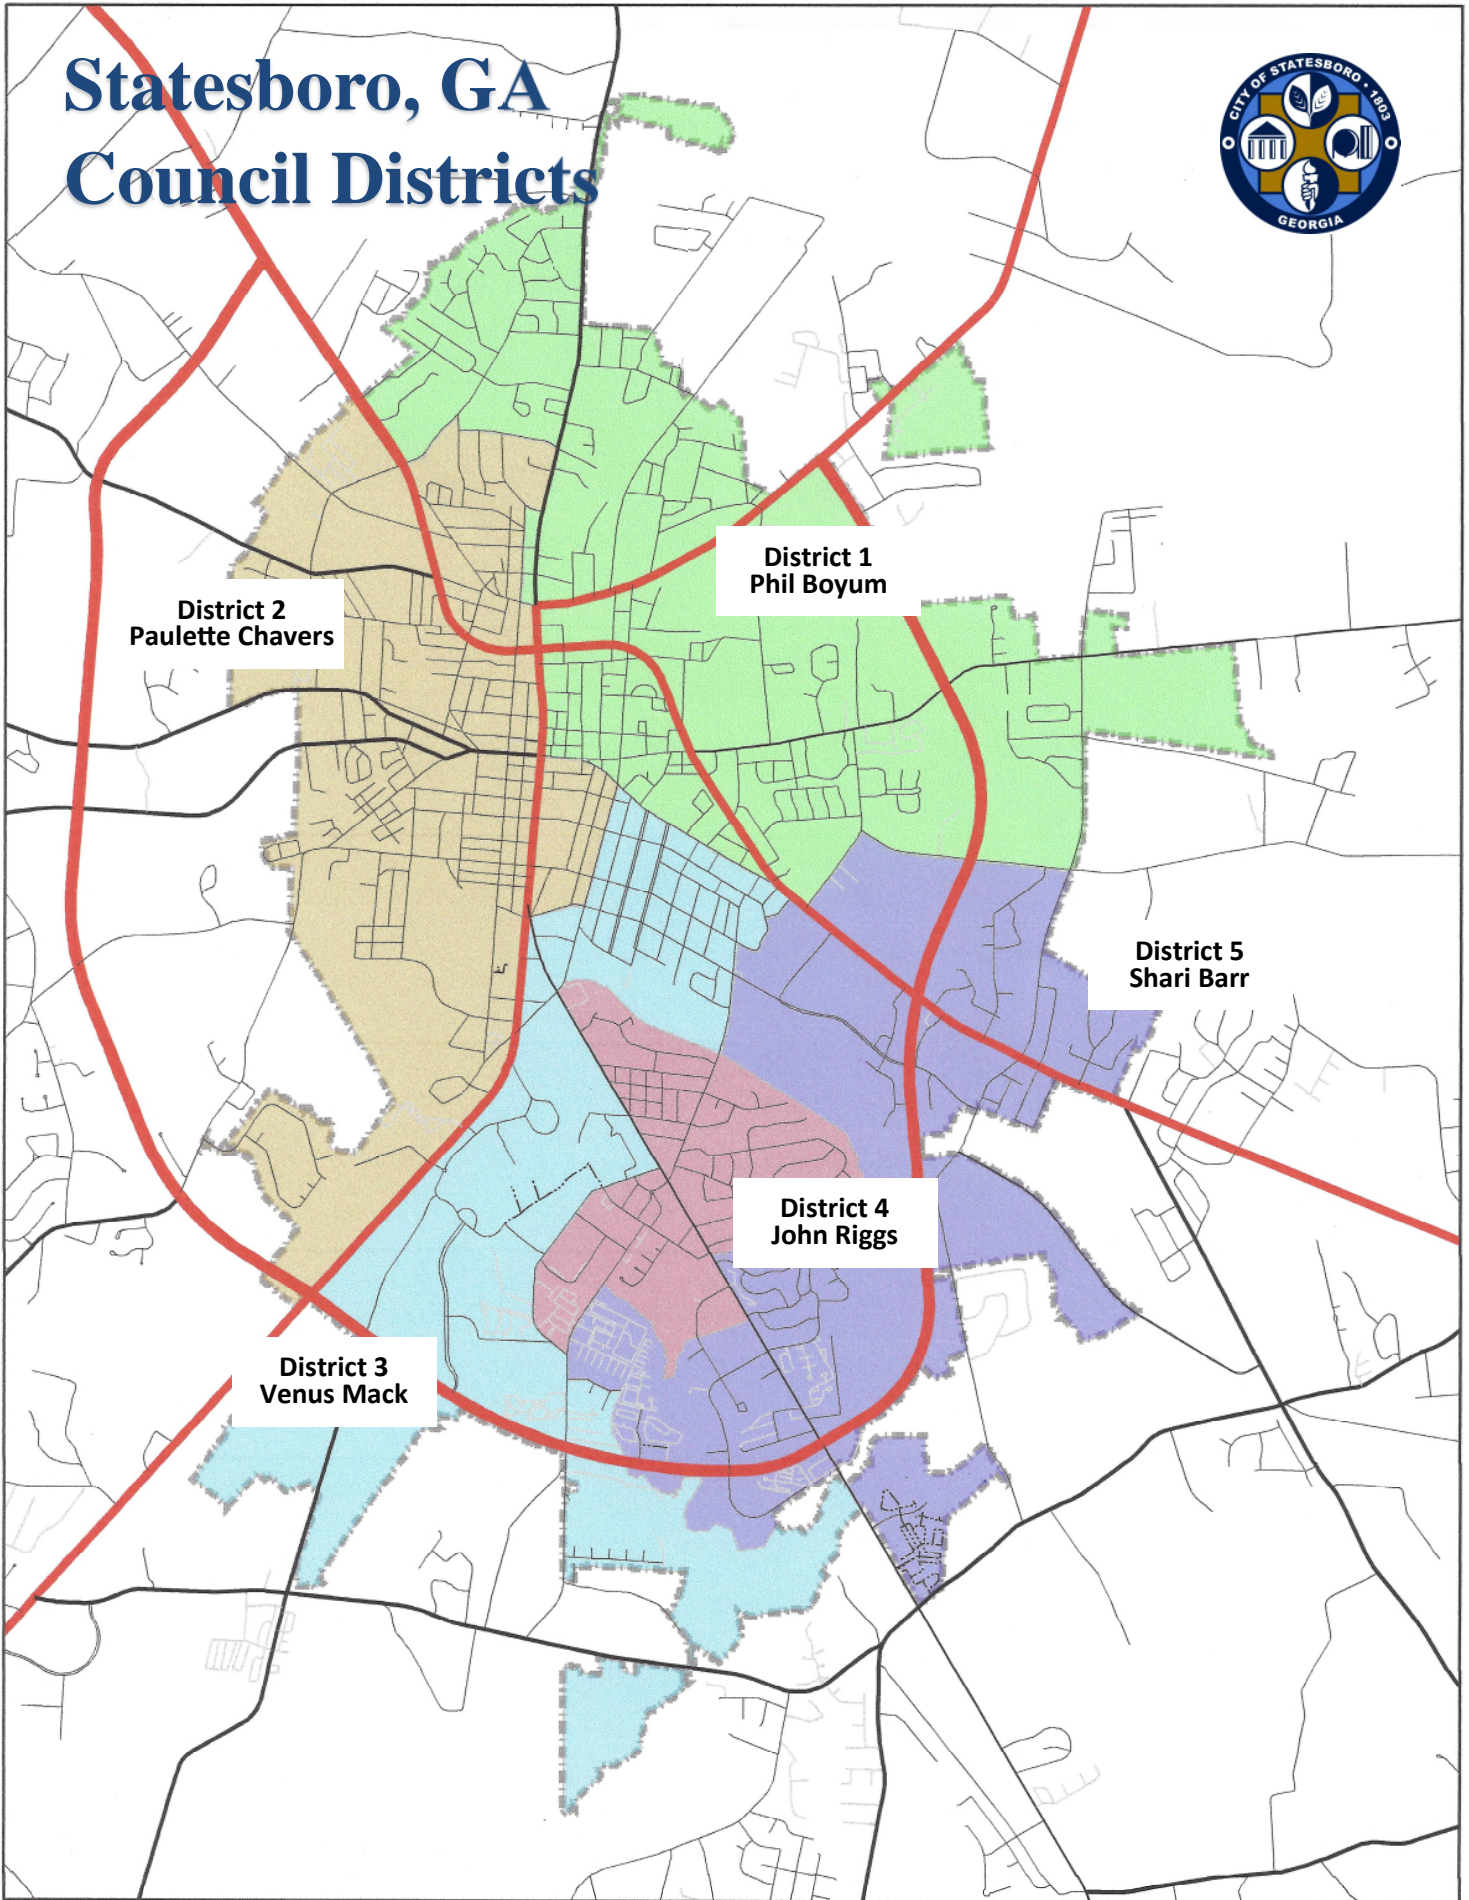 Statesboro, GA
Council Districts
CITY OF STATESBORO • 1803
GEORGIA
District 1
Phil Boyum
District 2
Paulette Chavers
District 5
Shari Barr
District 4
John Riggs
District 3
Venus Mack